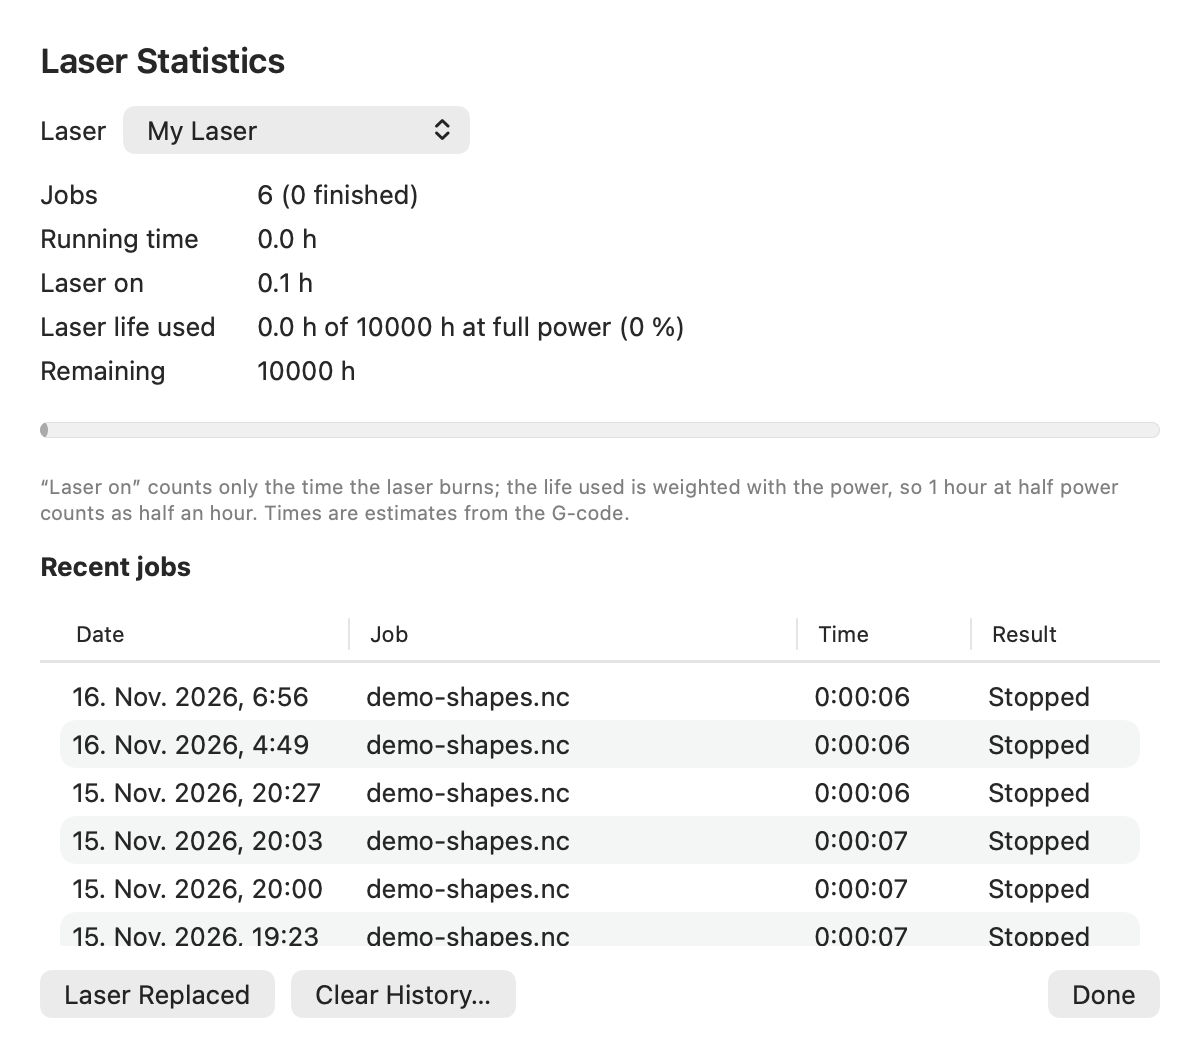 Laser Statistics
Laser My Laser
Jobs 6 (0 finished)
Running time 0.0 h
Laser on 0.1 h
Laser life used 0.0 h of 10000 h at full power (0 %)
Remaining 10000 h
“Laser on” counts only the time the laser burns; the life used is weighted with the power, so 1 hour at half power
counts as half an hour. Times are estimates from the G-code.
Recent jobs
Date Job Time Result
16. Nov. 2026, 6:56 demo-shapes.nc 0:00:06 Stopped
16. Nov. 2026, 4:49 demo-shapes.nc 0:00:06 Stopped
15. Nov. 2026, 20:27 demo-shapes.nc 0:00:06 Stopped
15. Nov. 2026, 20:03 demo-shapes.nc 0:00:07 Stopped
15. Nov. 2026, 20:00 demo-shapes.nc 0:00:07 Stopped
15. Nov. 2026, 19:23 demo-shapes.nc 0:00:07 Stopped
Laser Replaced Clear History... Done